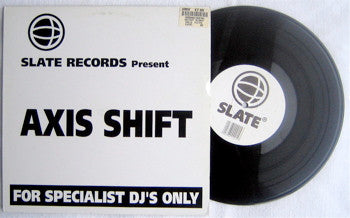 SLATE RECORDS Present
AXIS SHIFT
FOR SPECIALIST DJ'S ONLY
SLATE®